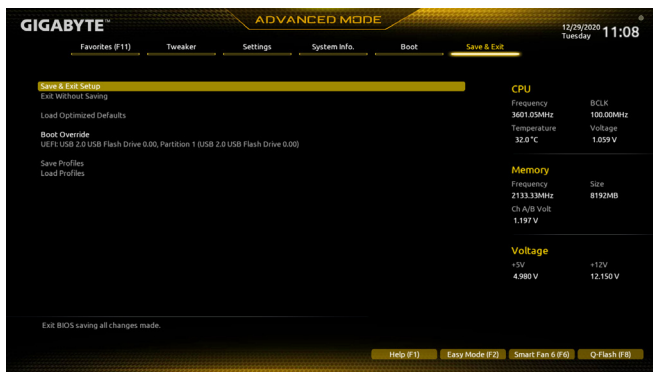 GIGABYTE™
ADVANCED MODE
12/29/2020
Tuesday
11:08
Favorites (F11)
Tweaker
Settings
System Info.
Boot
Save & Exit
Save & Exit Setup
Exit Without Saving
Load Optimized Defaults
Boot Override
UEFI: USB 2.0 USB Flash Drive 0.00, Partition 1 (USB 2.0 USB Flash Drive 0.00)
Save Profiles
Load Profiles
CPU
Frequency BCLK
3601.05MHz 100.00MHz
Temperature Voltage
32.0 °C 1.059 V
Memory
Frequency Size
2133.33MHz 8192MB
Ch A/B Volt
1.197 V
Voltage
+5V +12V
4.980 V 12.150 V
Exit BIOS saving all changes made.
Help (F1)
Easy Mode (F2)
Smart Fan 6 (F6)
Q-Flash (F8)